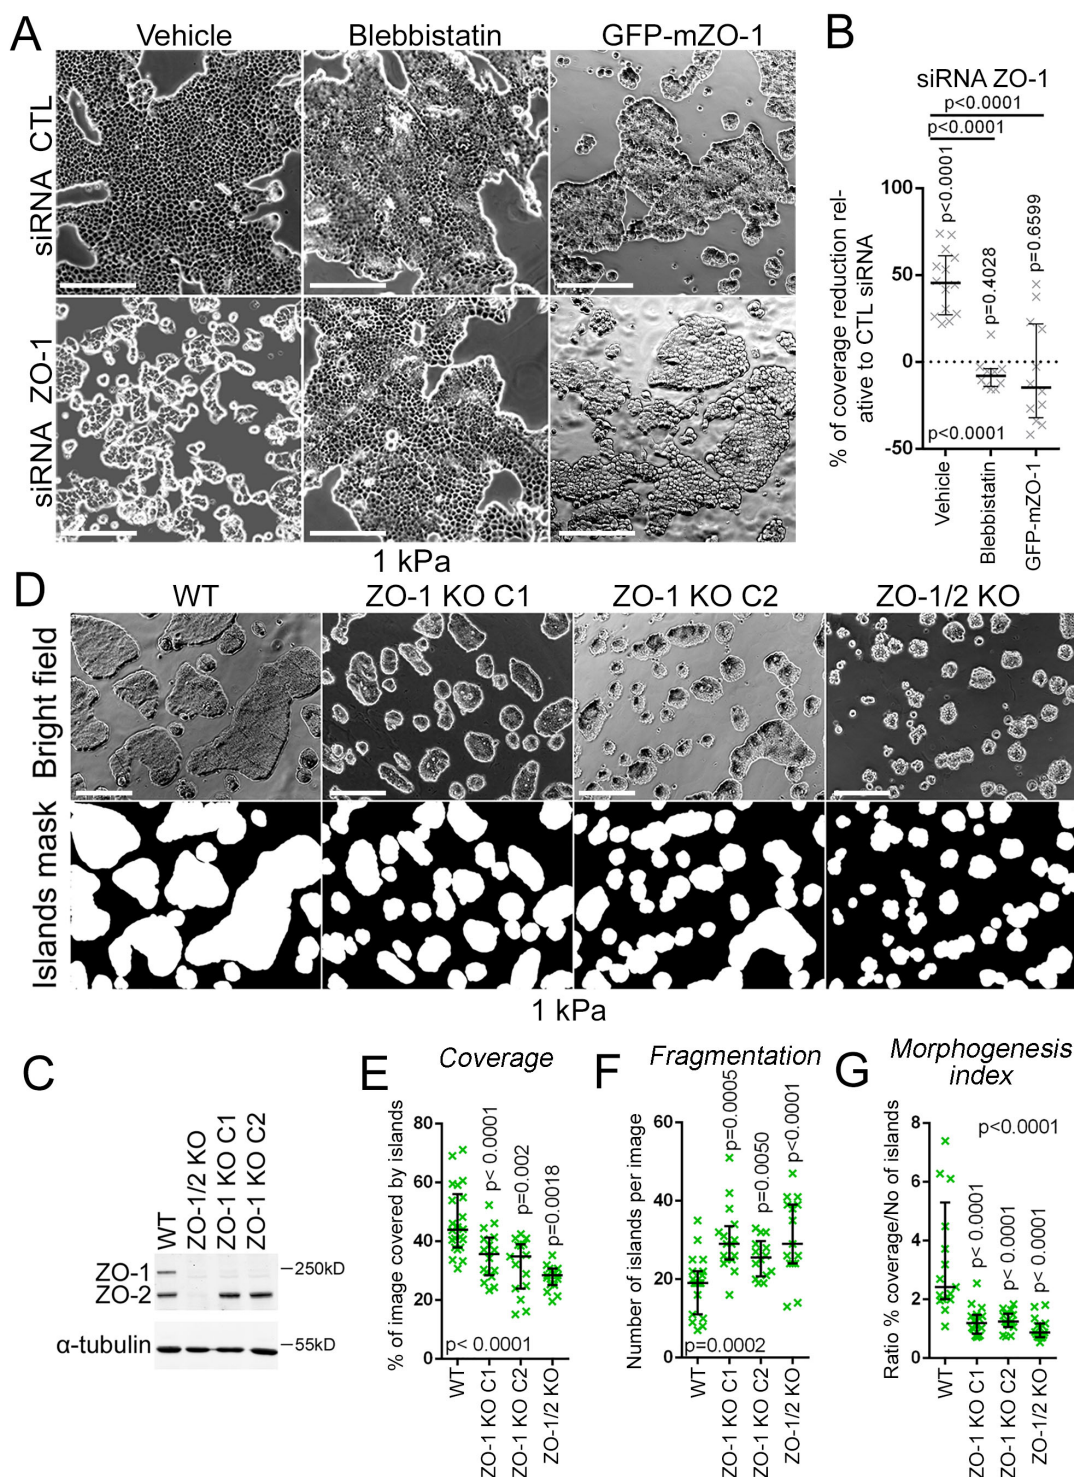 A
Vehicle
Blebbistatin
GFP-mZO-1
siRNA CTL
siRNA ZO-1
1 kPa
B
siRNA ZO-1
p<0.0001
p<0.0001
p<0.0001
p=0.4028
p=0.6599
% of coverage reduction rel-
ative to CTL siRNA
100
50
0
-50
p<0.0001
Vehicle
Blebbistatin
GFP-mZO-1
D
WT
ZO-1 KO C1
ZO-1 KO C2
ZO-1/2 KO
Bright field
Islands mask
1 kPa
C
WT
ZO-1/2 KO
ZO-1 KO C1
ZO-1 KO C2
ZO-1
ZO-2
α-tubulin
250kD
55kD
E
Coverage
% of image covered by islands
80
60
40
20
0
p< 0.0001
p=0.002
p=0.0018
p< 0.0001
WT
ZO-1 KO C1
ZO-1 KO C2
ZO-1/2 KO
F
Fragmentation
Number of islands per image
60
40
20
0
p=0.0005
p=0.0050
p<0.0001
p=0.0002
WT
ZO-1 KO C1
ZO-1 KO C2
ZO-1/2 KO
G
Morphogenesis
index
Ratio % coverage/No of islands
8
6
4
2
0
p<0.0001
p< 0.0001
p< 0.0001
p< 0.0001
WT
ZO-1 KO C1
ZO-1 KO C2
ZO-1/2 KO